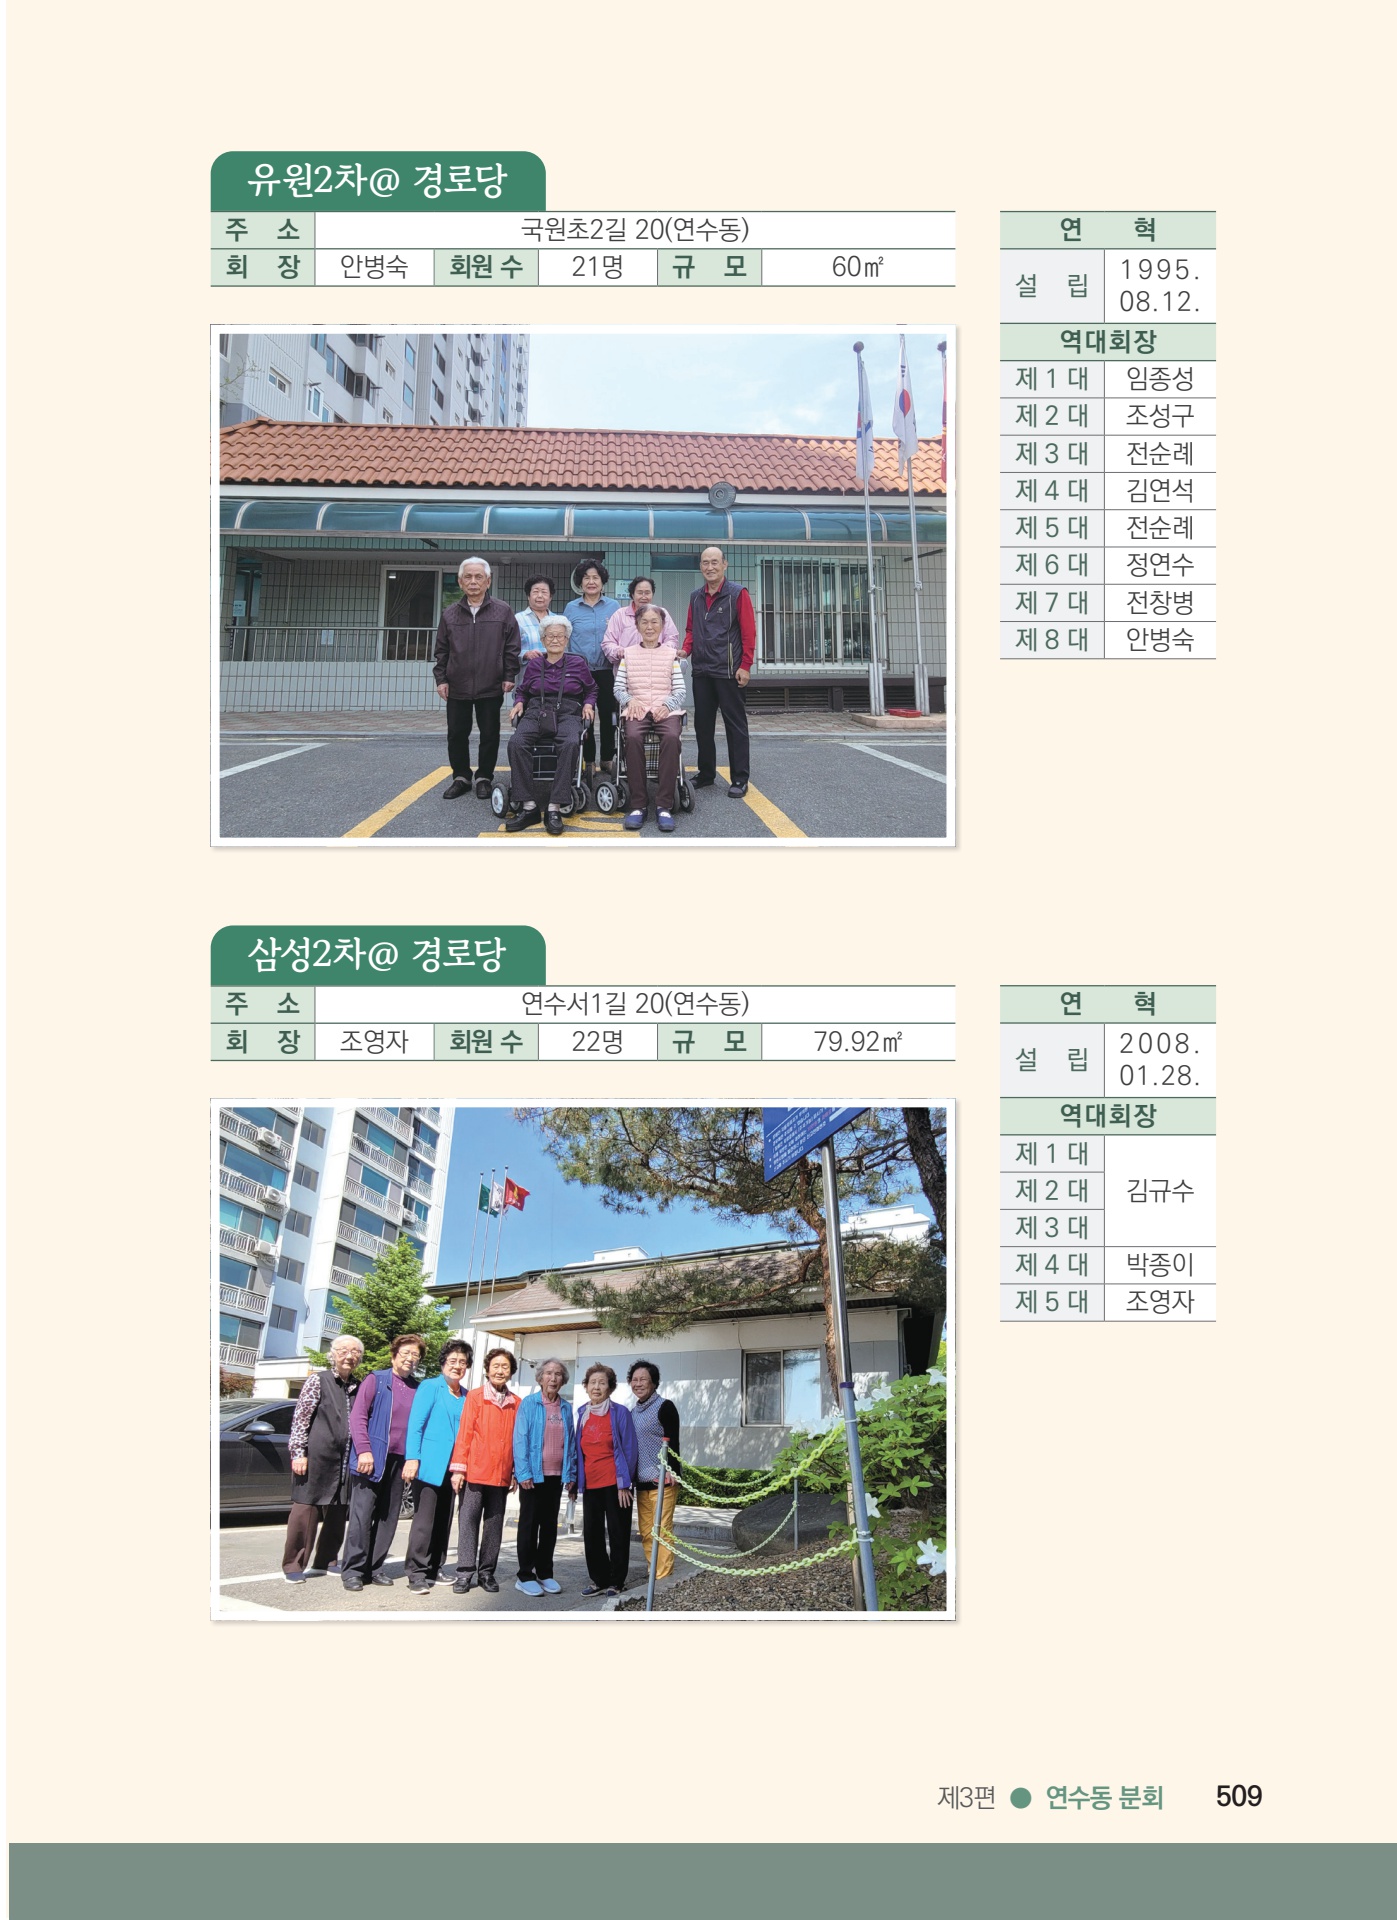 유원2차@ 경로당
주 소 국원초2길 20(연수동)
회 장 안병숙 회원 수 21명 규 모 60㎡
연 혁
설 립 1995. 08.12.
역대회장
제 1 대 임종성
제 2 대 조성구
제 3 대 전순례
제 4 대 김연석
제 5 대 전순례
제 6 대 정연수
제 7 대 전창병
제 8 대 안병숙
삼성2차@ 경로당
주 소 연수서1길 20(연수동)
회 장 조영자 회원 수 22명 규 모 79.92㎡
연 혁
설 립 2008. 01.28.
역대회장
제 1 대
제 2 대 김규수
제 3 대
제 4 대 박종이
제 5 대 조영자
제3편 ● 연수동 분회 509